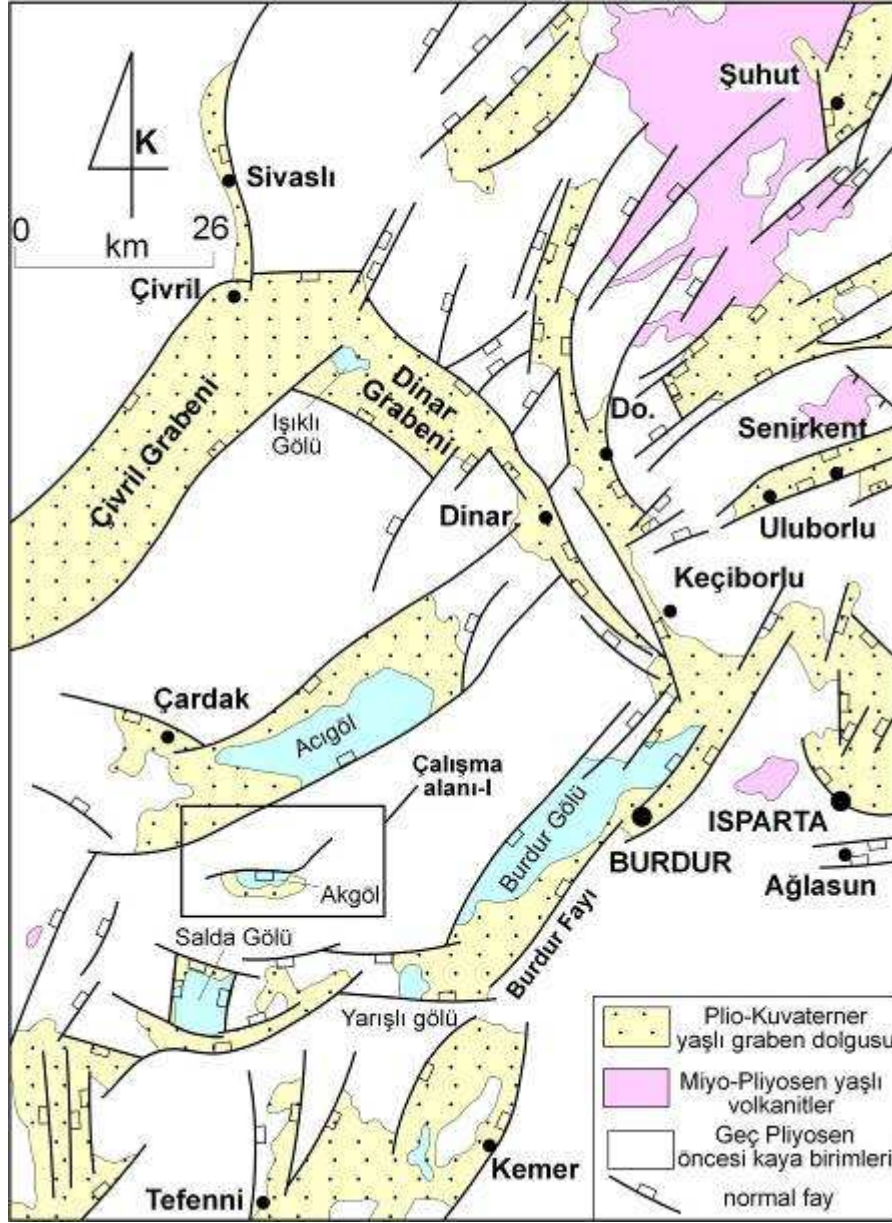 Şuhut
K
Sivaslı
0 26
km
Çivril
Dinar
Grabeni
Işıklı
Gölü
Do.
Senirkent
Çivril Grabeni
Dinar
Uluborlu
Keçiborlu
Çardak
Acıgöl
Çalışma
alanı-I
Burdur Gölü
ISPARTA
BURDUR
Ağlasun
Akgöl
Salda Gölü
Burdur Fayı
Yarışlı gölü
Plio-Kuvaterner
yaşlı graben dolgusu
Miyo-Pliyosen yaşlı
volkanitler
Geç Pliyosen
öncesi kaya birimleri
normal fay
Kemer
Tefenni